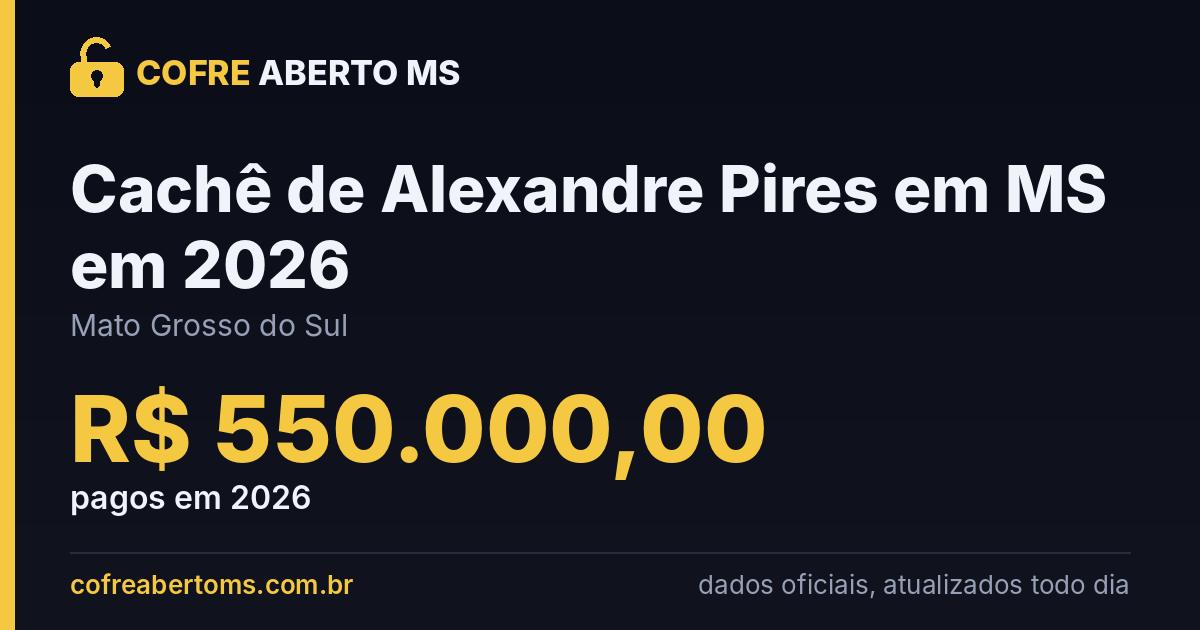 COFRE ABERTO MS
Cachê de Alexandre Pires em MS
em 2026
Mato Grosso do Sul
R$ 550.000,00
pagos em 2026
cofreabertoms.com.br
dados oficiais, atualizados todo dia